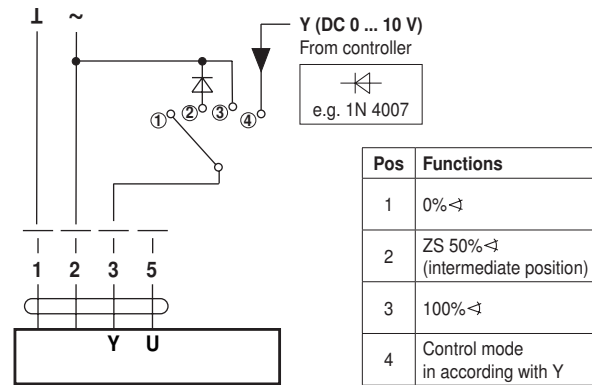 ⊥ ~
Y (DC 0 ... 10 V)
From controller
e.g. 1N 4007
① ② ③ ④
Pos Functions
1 0%∢
2 ZS 50%∢
(intermediate position)
3 100%∢
4 Control mode
in according with Y
1 2 3 5
Y U